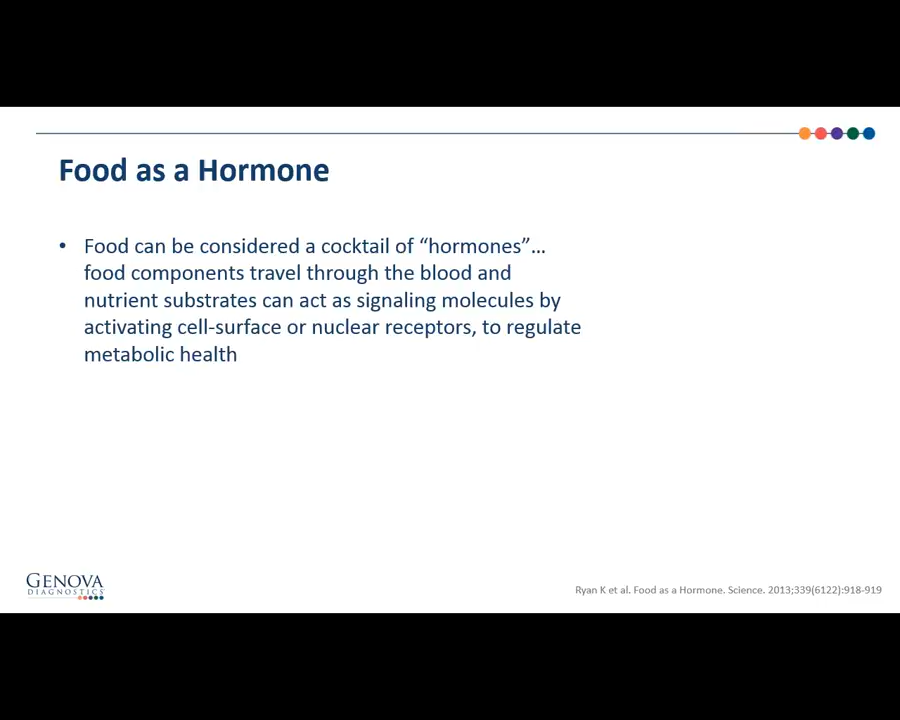 Food as a Hormone
• Food can be considered a cocktail of “hormones”...
food components travel through the blood and
nutrient substrates can act as signaling molecules by
activating cell-surface or nuclear receptors, to regulate
metabolic health
GENOVA
DIAGNOSTICS
Ryan K et al. Food as a Hormone. Science. 2013;339(6122):918-919